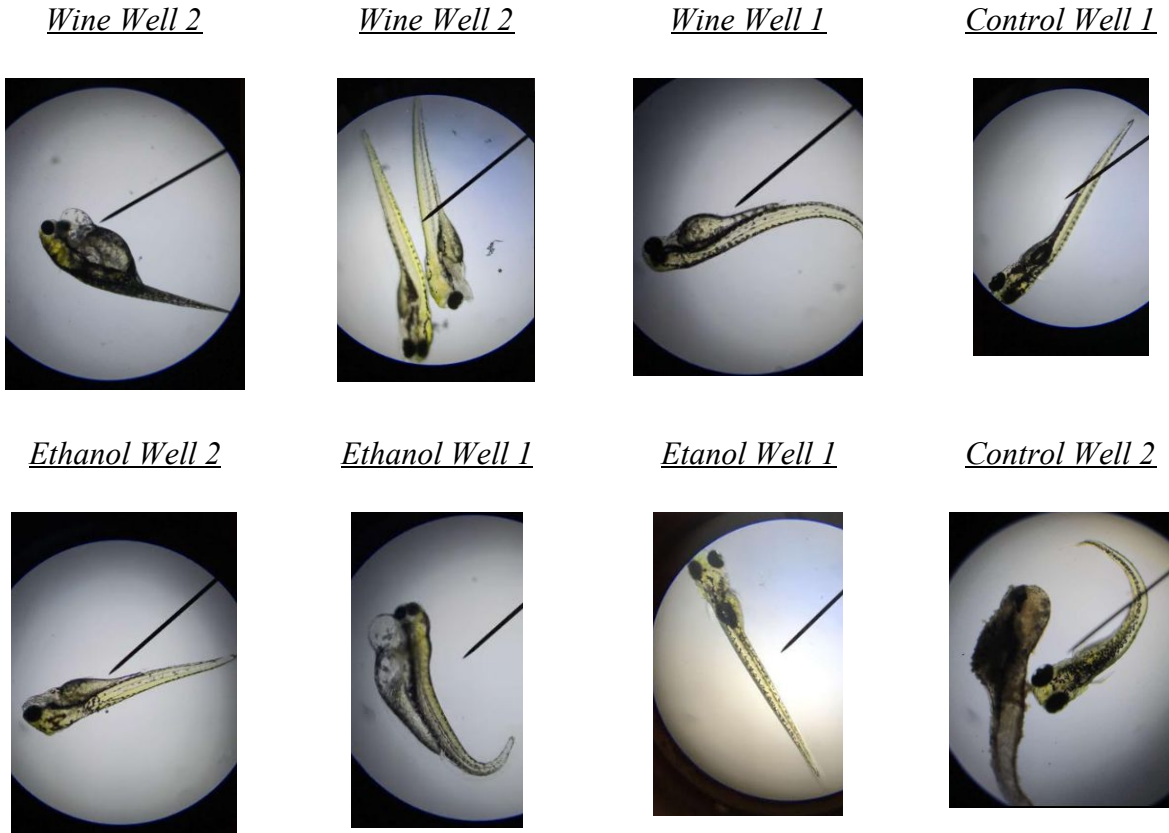 Wine Well 2
Wine Well 2
Wine Well 1
Control Well 1
Ethanol Well 2
Ethanol Well 1
Etanol Well 1
Control Well 2